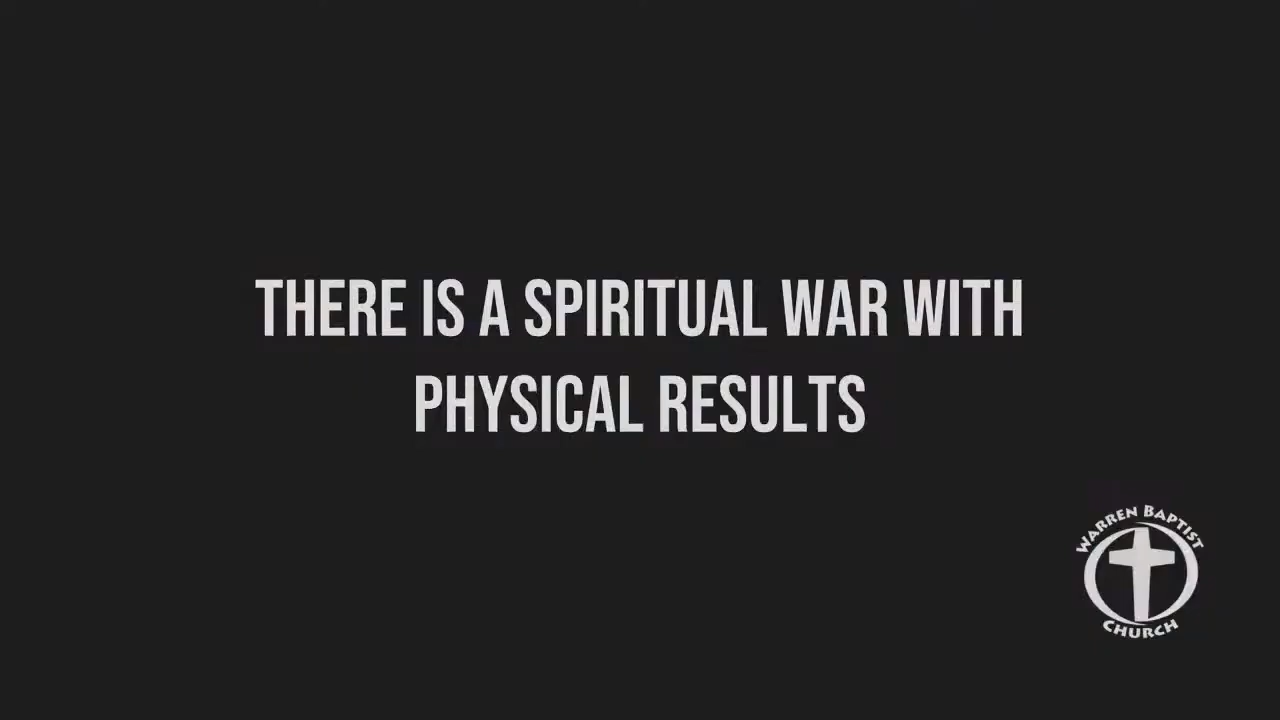 THERE IS A SPIRITUAL WAR WITH
PHYSICAL RESULTS
WARREN BAPTIST
CHURCH